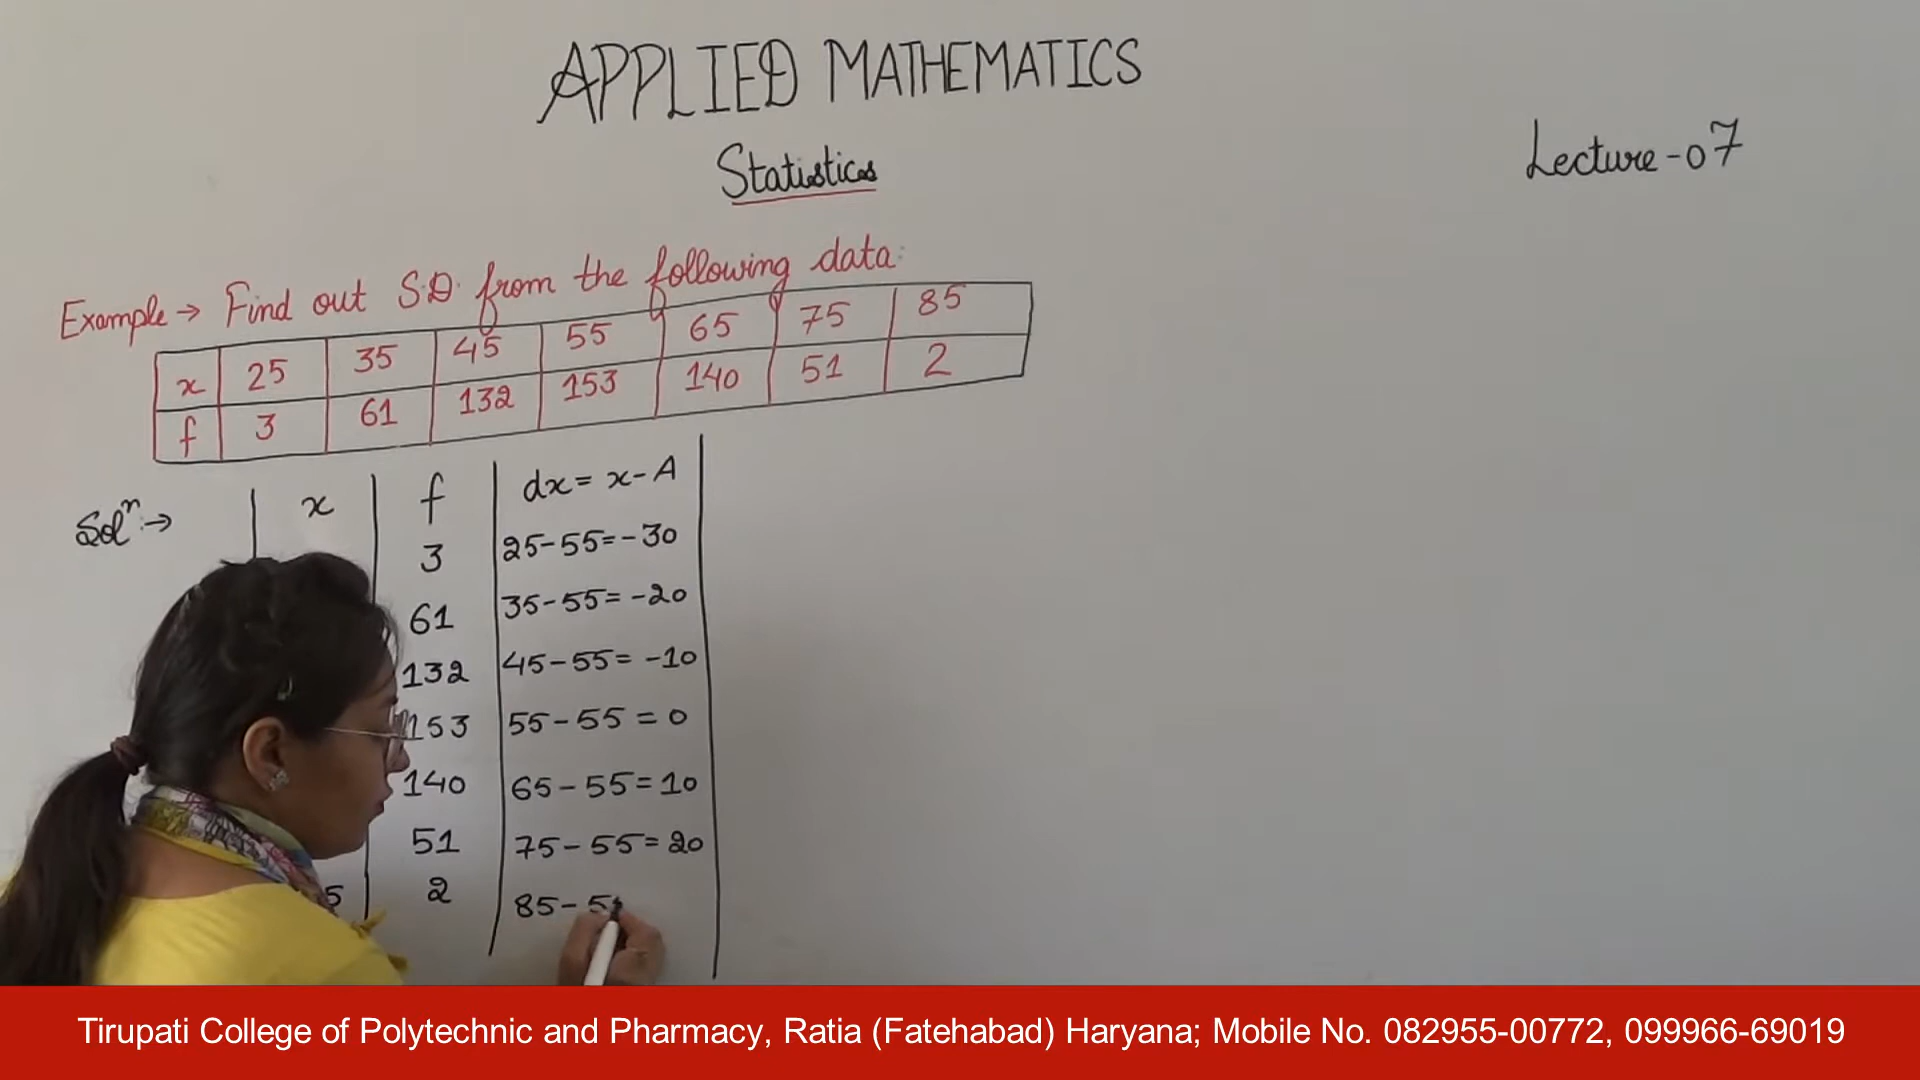 APPLIED MATHEMATICS
Statistics
Lecture-07
Example → Find out S.D. from the following data:
x 25 35 45 55 65 75 85
f 3 61 132 153 140 51 2
Solⁿ:→ x f dx = x-A
3 25-55=-30
61 35-55=-20
132 45-55=-10
153 55-55=0
140 65-55=10
51 75-55=20
5 2 85-5
Tirupati College of Polytechnic and Pharmacy, Ratia (Fatehabad) Haryana; Mobile No. 082955-00772, 099966-69019